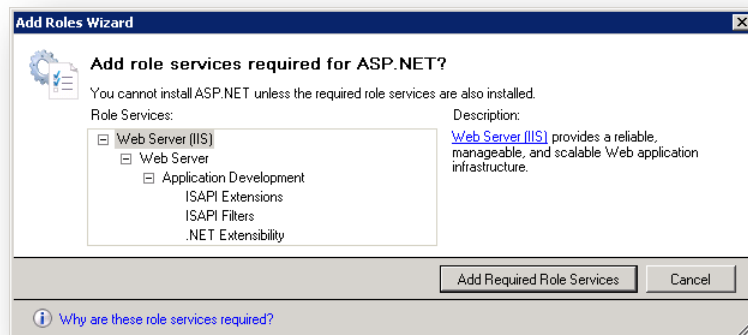 Add Roles Wizard
Add role services required for ASP.NET?
You cannot install ASP.NET unless the required role services are also installed.
Role Services:
Web Server (IIS)
Web Server
Application Development
ISAPI Extensions
ISAPI Filters
.NET Extensibility
Description:
Web Server (IIS) provides a reliable,
manageable, and scalable Web application
infrastructure.
Add Required Role Services
Cancel
Why are these role services required?